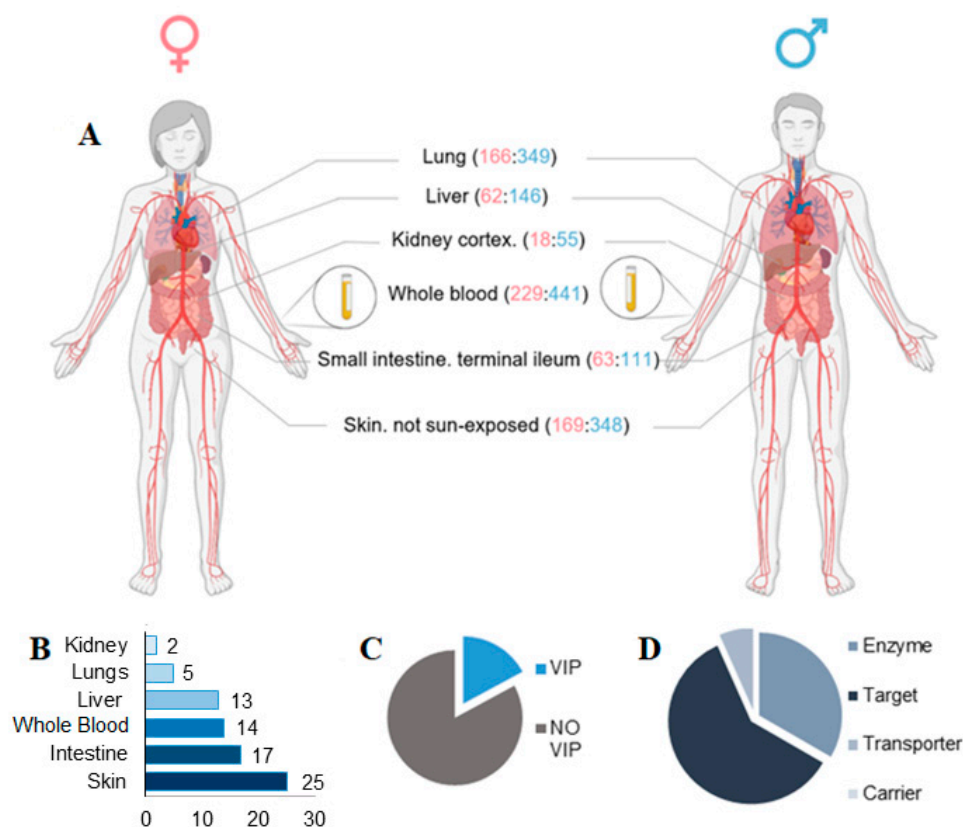 A
Lung (166:349)
Liver (62:146)
Kidney cortex. (18:55)
Whole blood (229:441)
Small intestine. terminal ileum (63:111)
Skin. not sun-exposed (169:348)
B
Kidney 2
Lungs 5
Liver 13
Whole Blood 14
Intestine 17
Skin 25
0 10 20 30
C
VIP
NO
VIP
D
Enzyme
Target
Transporter
Carrier